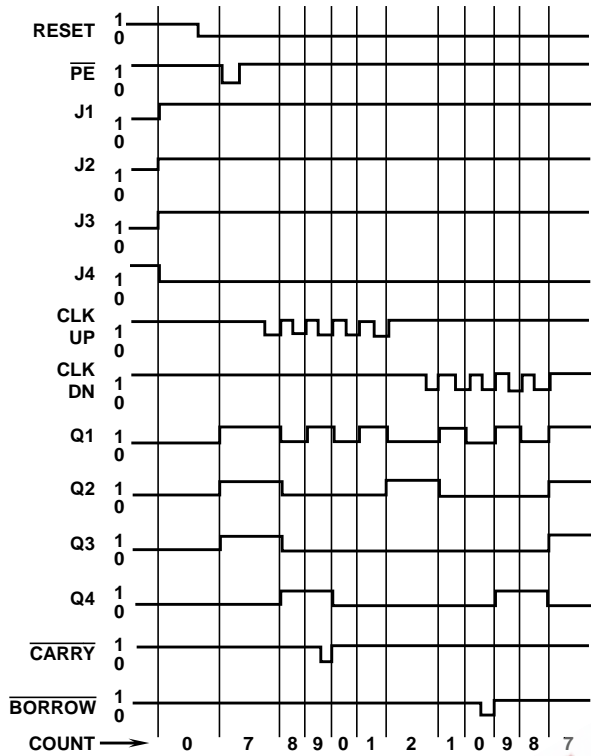 RESET 1 0
PE 1 0
J1 1 0
J2 1 0
J3 1 0
J4 1 0
CLK UP 1 0
CLK DN 1 0
Q1 1 0
Q2 1 0
Q3 1 0
Q4 1 0
CARRY 1 0
BORROW 1 0
COUNT 0 7 8 9 0 1 2 1 0 9 8 7